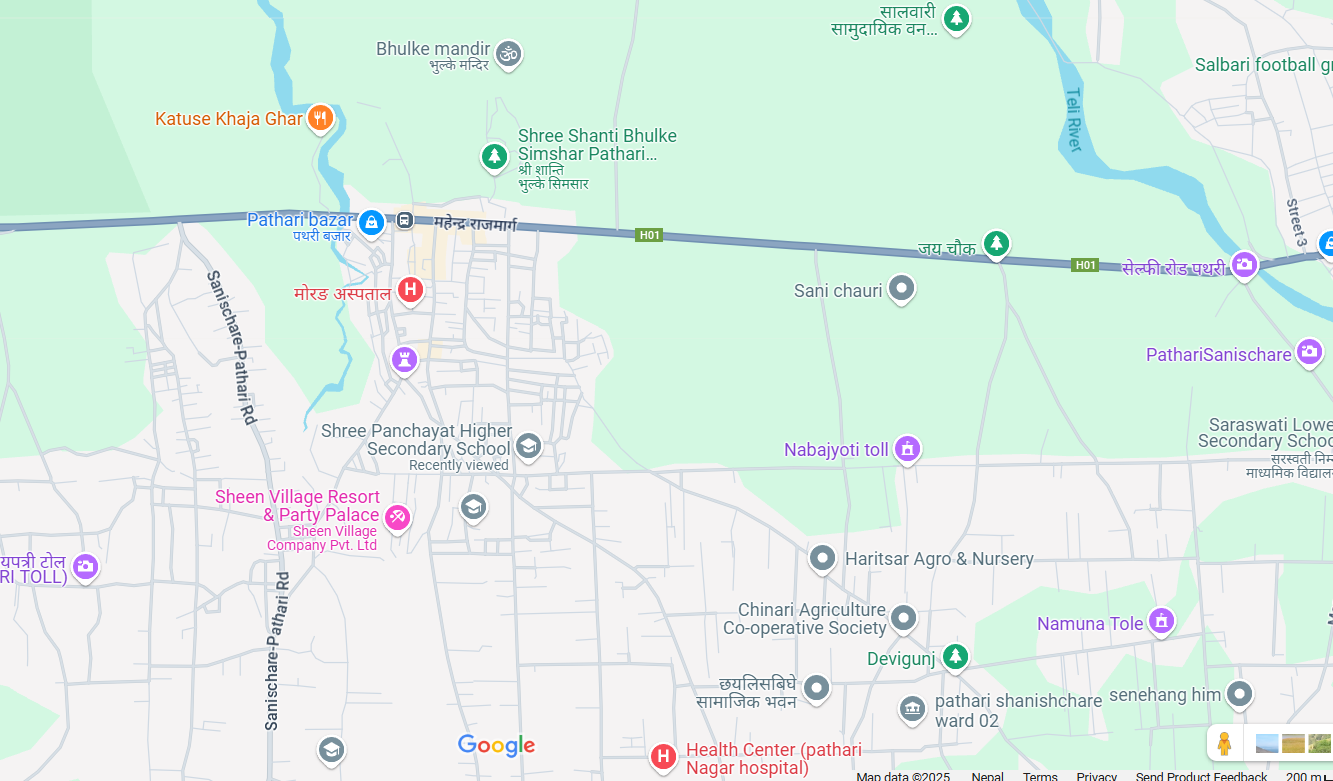 सालवारी
सामुदायिक वन...
Bhulke mandir
भुल्के मन्दिर
Salbari football gr
Teli River
Katuse Khaja Ghar
Shree Shanti Bhulke
Simshar Pathari...
श्री शान्ति
भुल्के सिमसार
Street 3
Pathari bazar
पथरी बजार
महेन्द्र राजमार्ग
H01
जय चौक
H01
सेल्फी रोड पथरी
Sanischare-Pathari Rd
मोरङ अस्पताल
H
Sani chauri
PathariSanischare
Shree Panchayat Higher
Secondary School
Recently viewed
Nabajyoti toll
Saraswati Lowe
Secondary Schoo
सरस्वती निम्
माध्यमिक विद्याल
Sheen Village Resort
& Party Palace
Sheen Village
Company Pvt. Ltd
यपत्री टोल
RI TOLL)
Haritsar Agro & Nursery
Sanischare-Pathari Rd
Chinari Agriculture
Co-operative Society
Namuna Tole
Devigunj
छयलिसबिघे
सामाजिक भवन
pathari shanishchare
ward 02
senehang him
Google
H
Health Center (pathari
Nagar hospital)
Map data ©2025 Nepal Terms Privacy Send Product Feedback 200 m